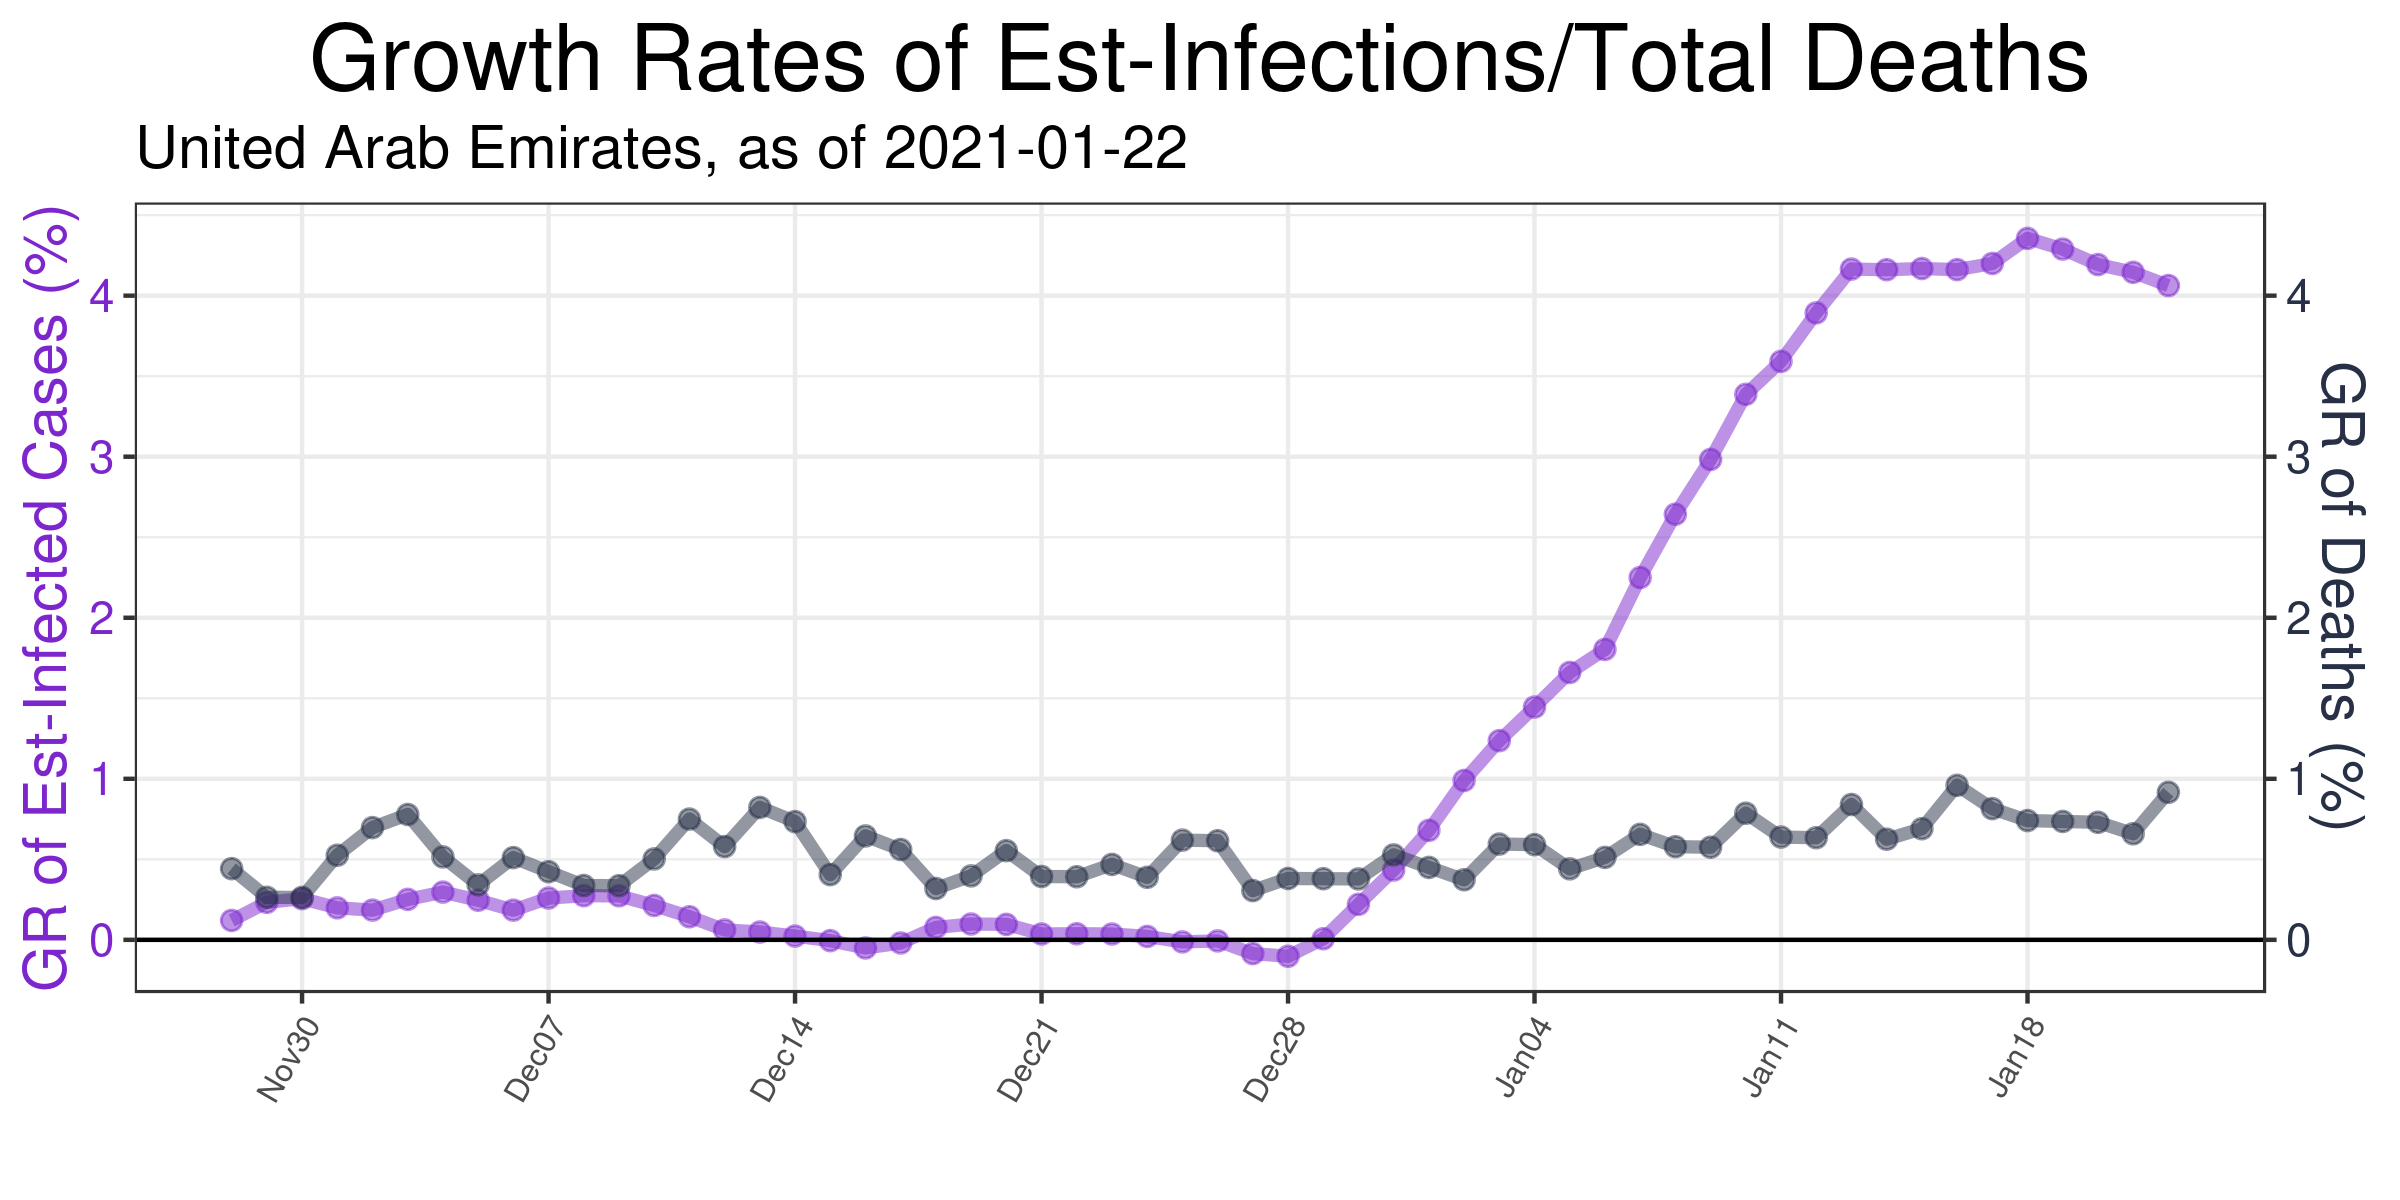 Growth Rates of Est-Infections/Total Deaths
United Arab Emirates, as of 2021-01-22
GR of Est-Infected Cases (%)
4
3
2
1
0
4
3
2
1
0
GR of Deaths (%)
Nov30
Dec07
Dec14
Dec21
Dec28
Jan04
Jan11
Jan18